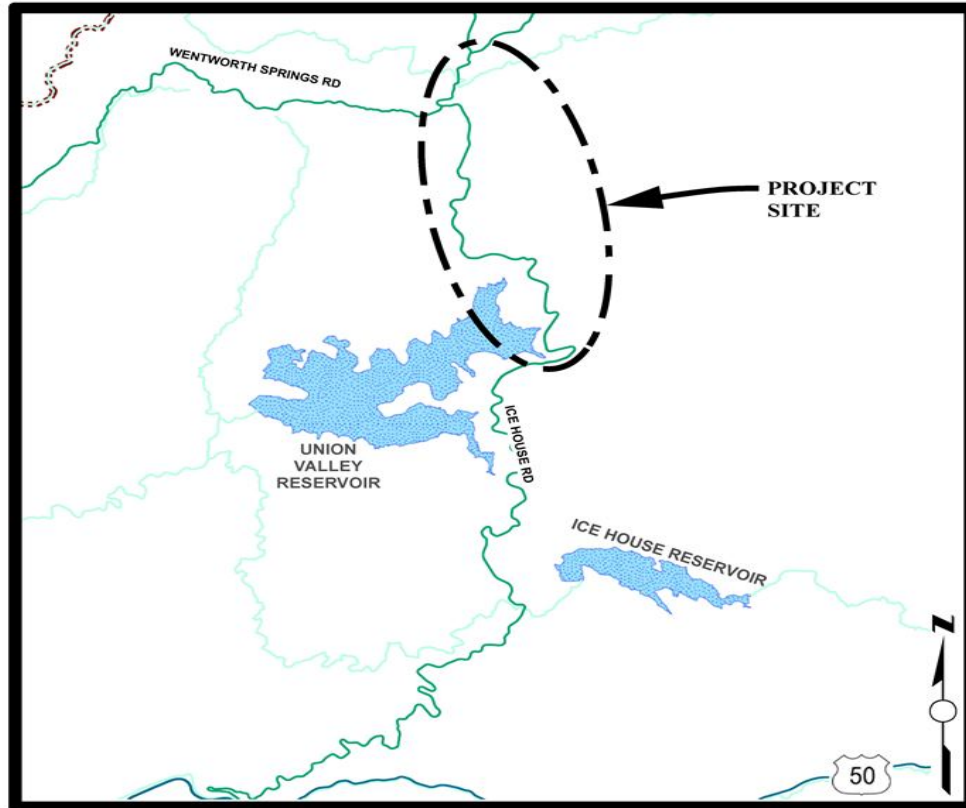 WENTWORTH SPRINGS RD
PROJECT
SITE
ICE HOUSE RD
UNION
VALLEY
RESERVOIR
ICE HOUSE RESERVOIR
N
50